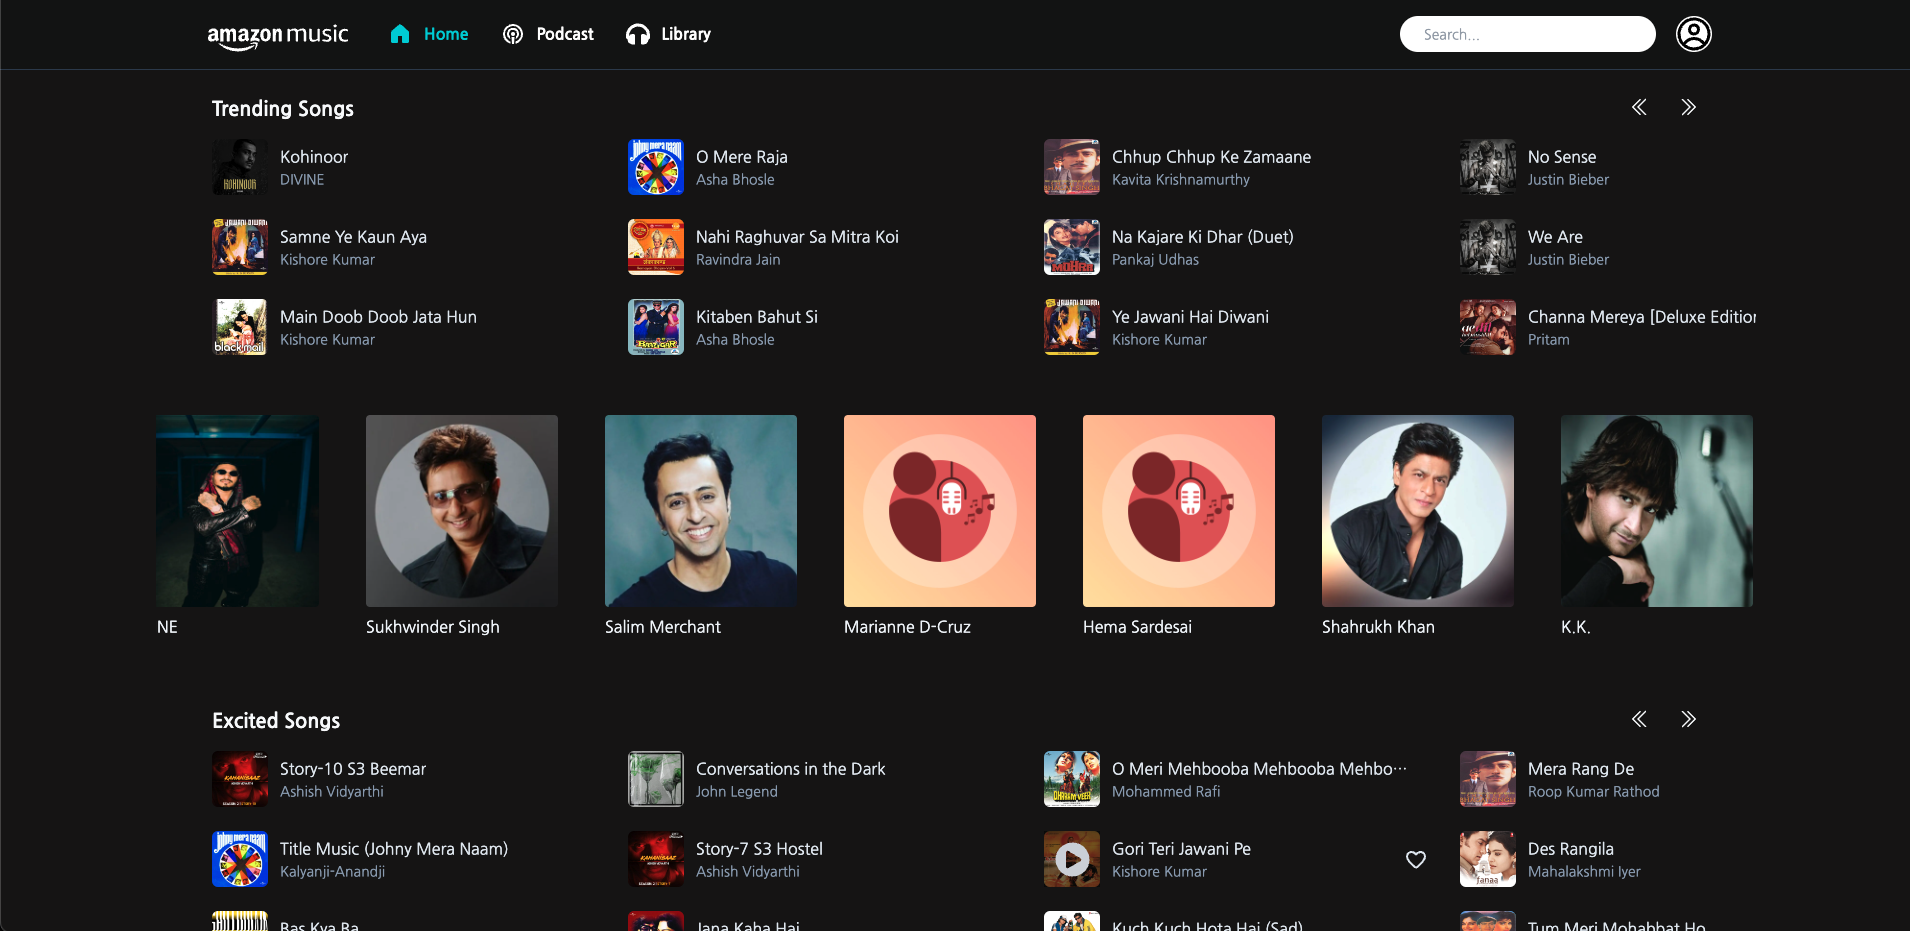 amazon music
Home
Podcast
Library
Search...
Trending Songs
Kohinoor
DIVINE
O Mere Raja
Asha Bhosle
Chhup Chhup Ke Zamaane
Kavita Krishnamurthy
No Sense
Justin Bieber
Samne Ye Kaun Aya
Kishore Kumar
Nahi Raghuvar Sa Mitra Koi
Ravindra Jain
Na Kajare Ki Dhar (Duet)
Pankaj Udhas
We Are
Justin Bieber
Main Doob Doob Jata Hun
Kishore Kumar
Kitaben Bahut Si
Asha Bhosle
Ye Jawani Hai Diwani
Kishore Kumar
Channa Mereya [Deluxe Edition
Pritam
NE
Sukhwinder Singh
Salim Merchant
Marianne D-Cruz
Hema Sardesai
Shahrukh Khan
K.K.
Excited Songs
Story-10 S3 Beemar
Ashish Vidyarthi
Conversations in the Dark
John Legend
O Meri Mehbooba Mehbooba Mehbo…
Mohammed Rafi
Mera Rang De
Roop Kumar Rathod
Title Music (Johny Mera Naam)
Kalyanji-Anandji
Story-7 S3 Hostel
Ashish Vidyarthi
Gori Teri Jawani Pe
Kishore Kumar
Des Rangila
Mahalakshmi Iyer
Bas Kya Ba
Jana Kaha Hai
Kuch Kuch Hota Hai (Sad)
Tum Meri Mohabbat Ho